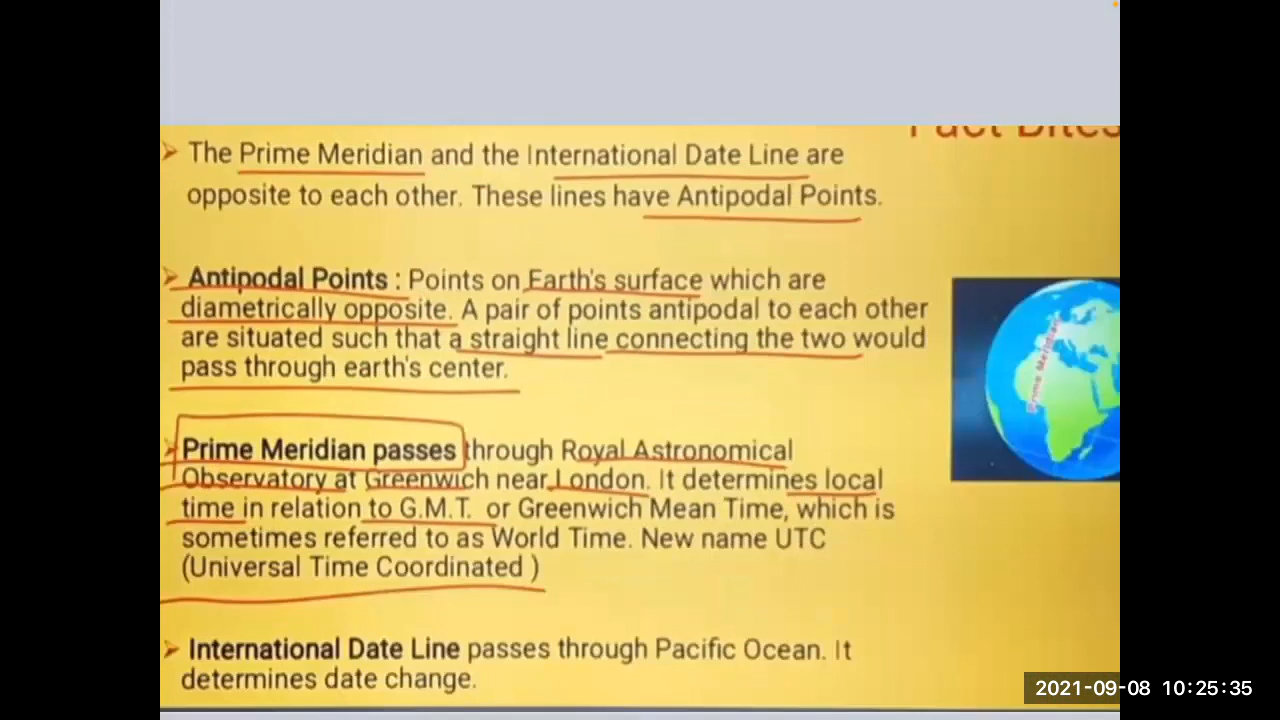 Fact Bites
➤ The Prime Meridian and the International Date Line are
opposite to each other. These lines have Antipodal Points.
➤ Antipodal Points : Points on Earth's surface which are
diametrically opposite. A pair of points antipodal to each other
are situated such that a straight line connecting the two would
pass through earth's center.
➤ Prime Meridian passes through Royal Astronomical
Observatory at Greenwich near London. It determines local
time in relation to G.M.T. or Greenwich Mean Time, which is
sometimes referred to as World Time. New name UTC
(Universal Time Coordinated )
➤ International Date Line passes through Pacific Ocean. It
determines date change.
Prime Meridian
2021-09-08 10:25:35